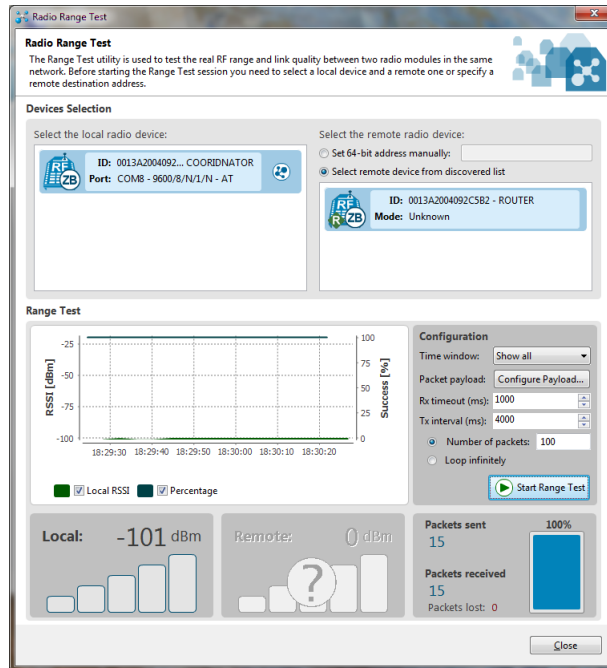 Radio Range Test
Radio Range Test
The Range Test utility is used to test the real RF range and link quality between two radio modules in the same
network. Before starting the Range Test session you need to select a local device and a remote one or specify a
remote destination address.
Devices Selection
Select the local radio device:
RF
ZB
ID: 0013A2004092... COORIDNATOR
Port: COM8 - 9600/8/N/1/N - AT
Select the remote radio device:
Set 64-bit address manually:
Select remote device from discovered list
RF
R
ZB
ID: 0013A2004092C5B2 - ROUTER
Mode: Unknown
Range Test
RSSI [dBm]
-25
-50
-75
-100
18:29:30 18:29:40 18:29:50 18:30:00 18:30:10 18:30:20
100
75
50
25
0
Success [%]
Local RSSI Percentage
Configuration
Time window: Show all
Packet payload: Configure Payload...
Rx timeout (ms): 1000
Tx interval (ms): 4000
Number of packets: 100
Loop infinitely
Start Range Test
Local: -101 dBm
Remote: 0 dBm
?
Packets sent
15
Packets received
15
Packets lost: 0
100%
Close